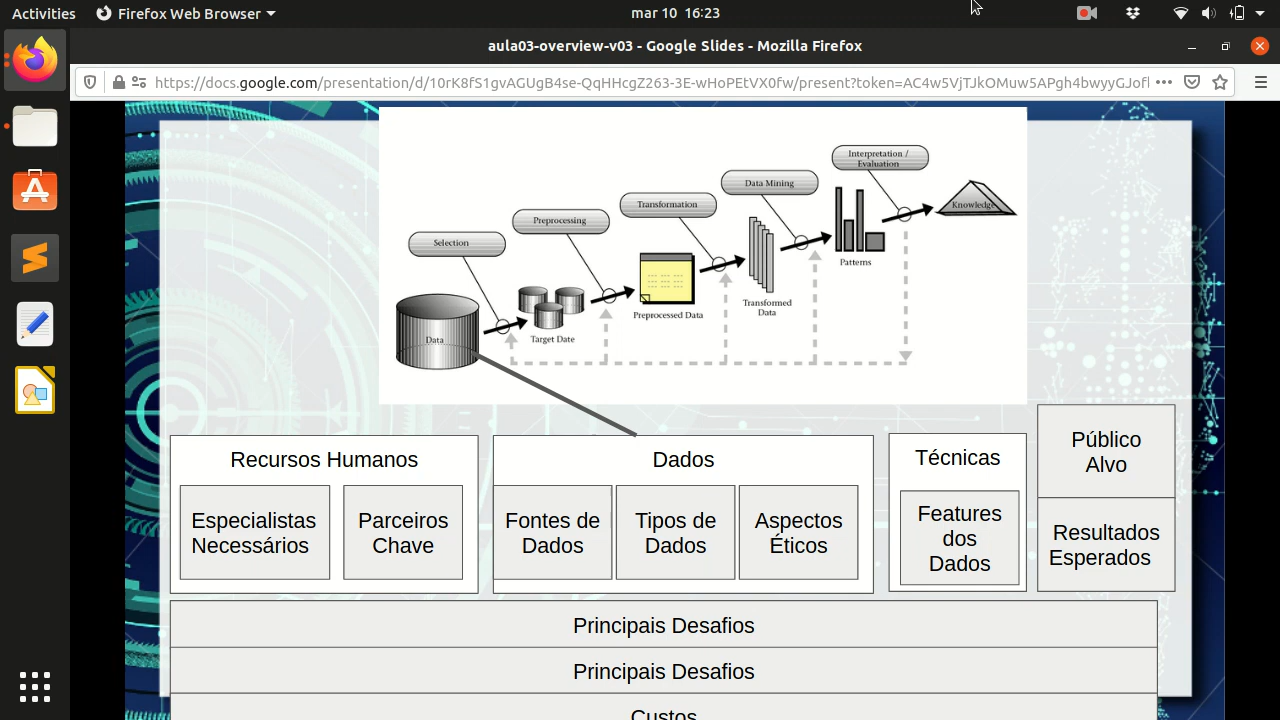 Activities
Firefox Web Browser
mar 10 16:23
aula03-overview-v03 - Google Slides - Mozilla Firefox
https://docs.google.com/presentation/d/10rK8fS1gvAGUgB4se-QqHHcgZ263-3E-wHoPEtVX0fw/present?token=AC4w5VjTJkOMuw5APgh4bwyyGJofl
Interpretation /
Evaluation
Data Mining
Transformation
Preprocessing
Selection
Knowledge
Patterns
Transformed
Data
Preprocessed Data
Target Date
Data
Recursos Humanos
Especialistas
Necessários
Parceiros
Chave
Dados
Fontes de
Dados
Tipos de
Dados
Aspectos
Éticos
Técnicas
Features
dos
Dados
Público
Alvo
Resultados
Esperados
Principais Desafios
Principais Desafios
Custos